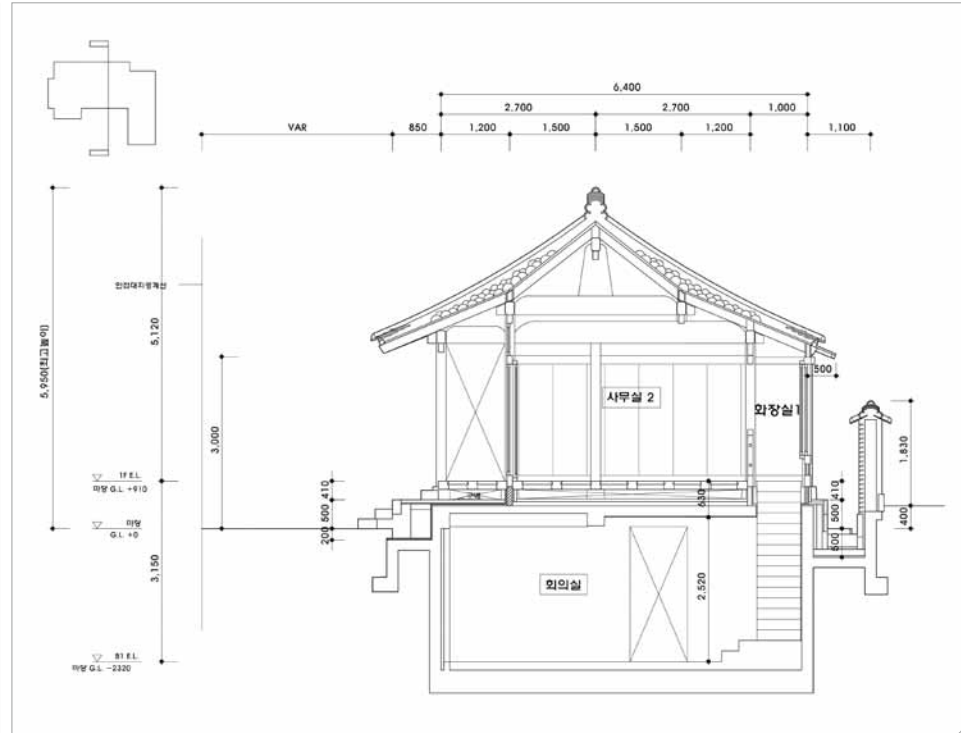 6,400
2,700
2,700
1,000
VAR
850
1,200
1,500
1,500
1,200
1,100
인접대지경계선
5,950(최고높이)
5,120
3,000
500
사무실 2
화장실1
1,830
1F E.L.
마당 G.L +910
410
630
410
500
500
400
마당
G.L. +0
200
500
3,150
회의실
2,520
B1 E.L.
마당 G.L. -2320